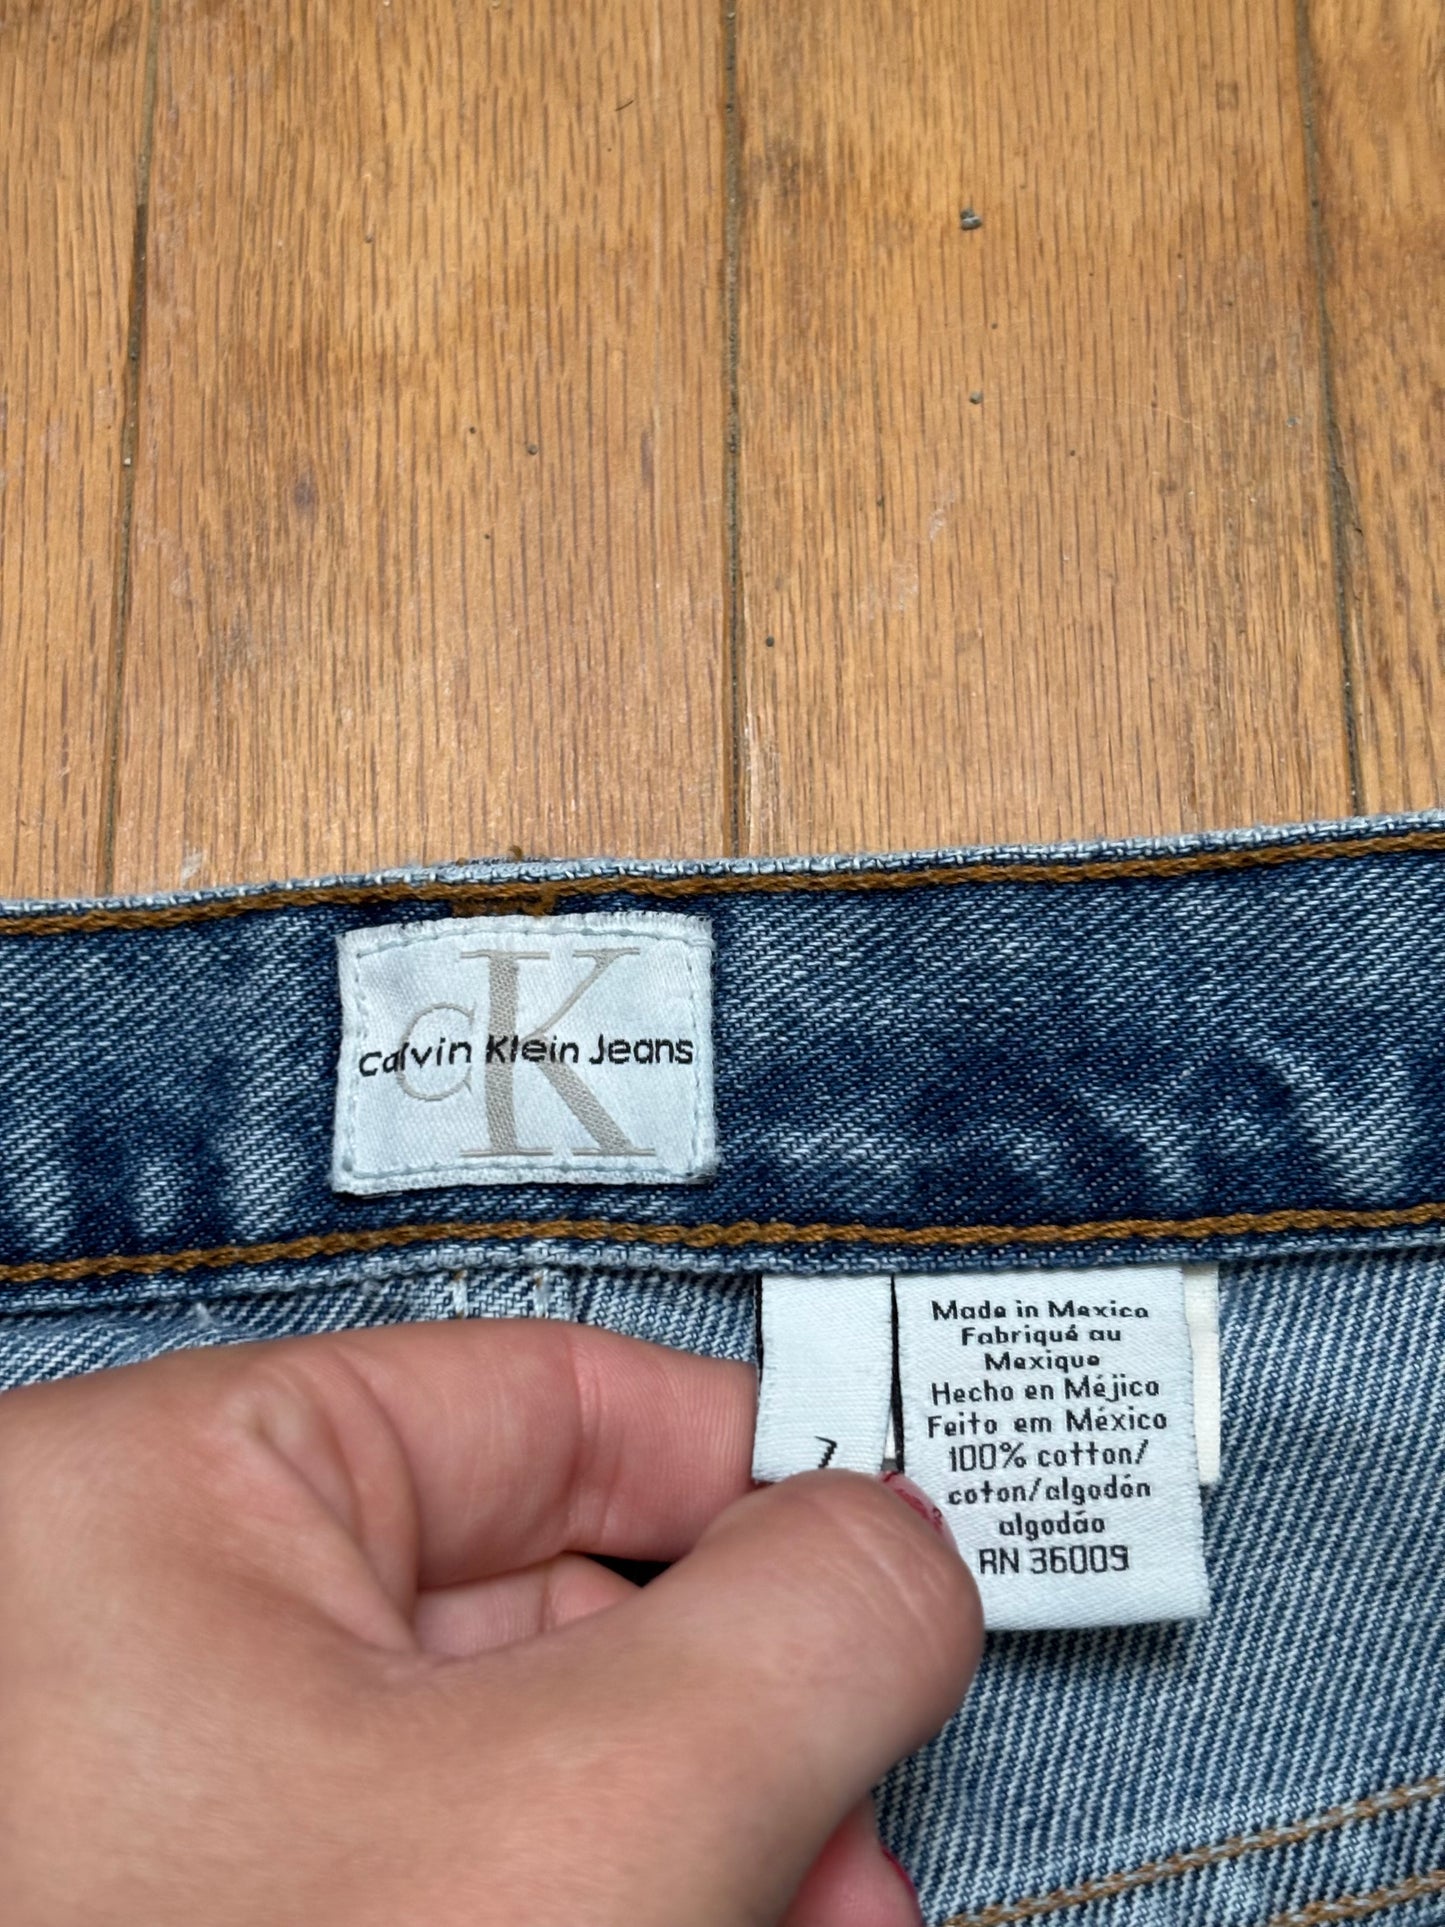 CK
Calvin Klein Jeans
7
Made in Mexico
Fabriqué au
Mexique
Hecho en Méjico
Feito em México
100% cotton/
coton/algodón
algodão
RN 36009